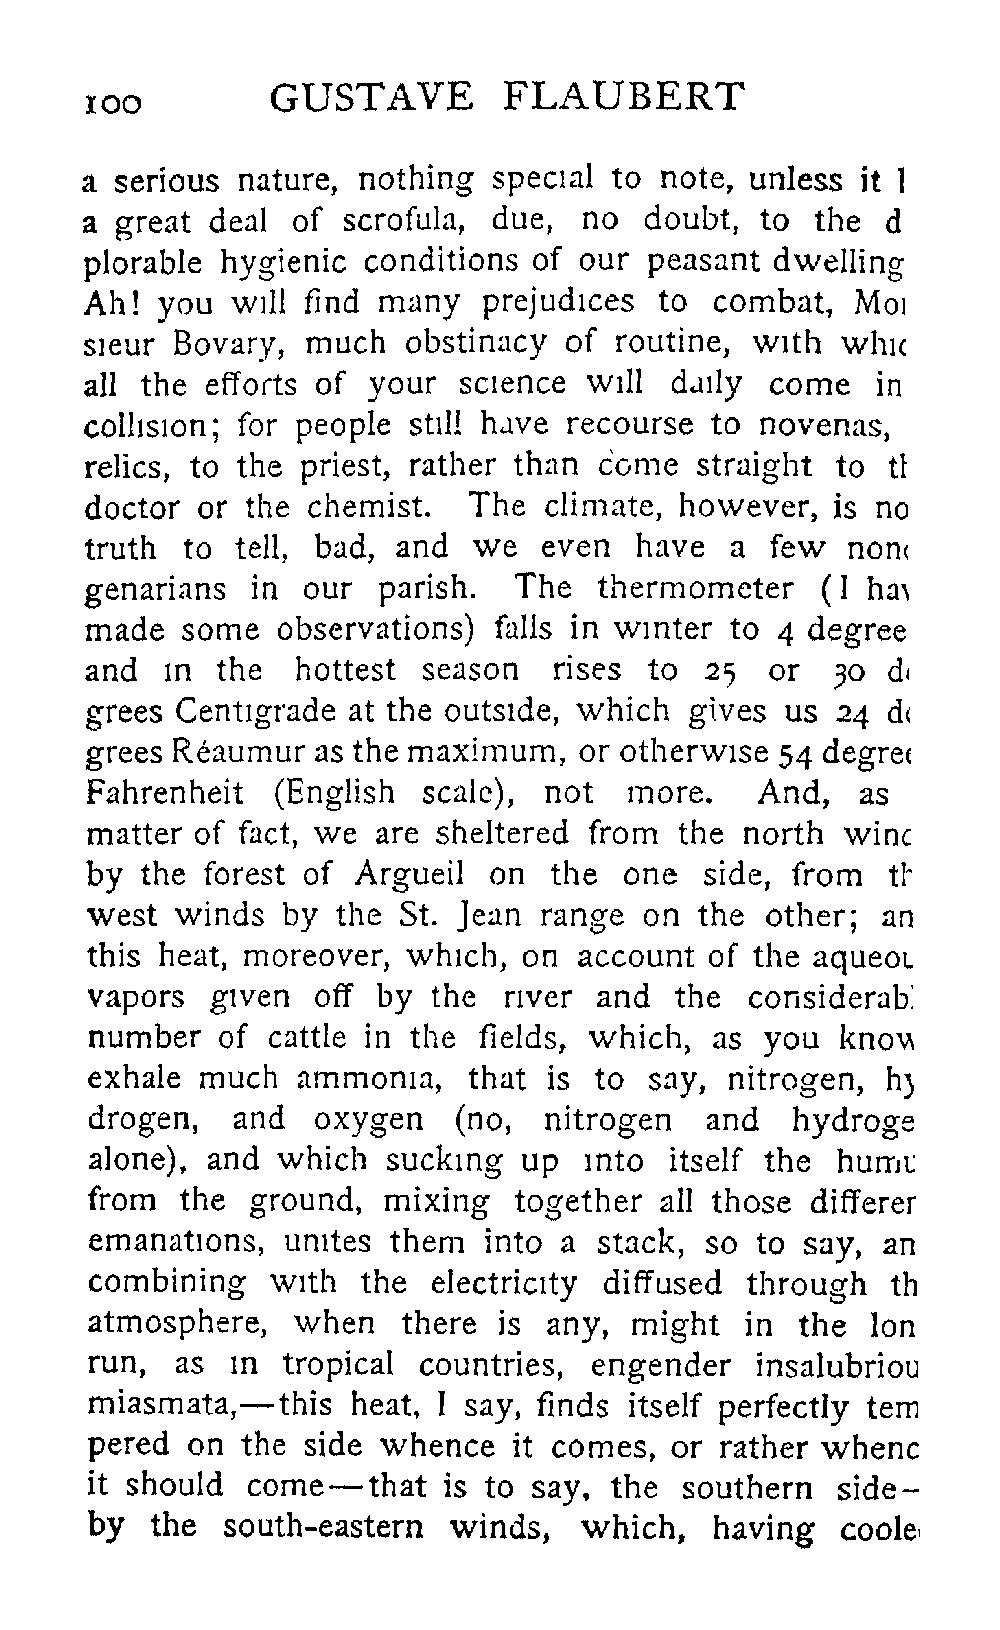 100 GUSTAVE FLAUBERT
a serious nature, nothing special to note, unless it
a great deal of scrofula, due, no doubt, to the d
plorable hygienic conditions of our peasant dwelling
Ah! you will find many prejudices to combat, Mo
sieur Bovary, much obstinacy of routine, with whic
all the efforts of your science will daily come in
collision; for people still have recourse to novenas,
relics, to the priest, rather than come straight to t
doctor or the chemist. The climate, however, is no
truth to tell, bad, and we even have a few non
genarians in our parish. The thermometer (I ha
made some observations) falls in winter to 4 degree
and in the hottest season rises to 25 or 30 d
grees Centigrade at the outside, which gives us 24 d
grees Réaumur as the maximum, or otherwise 54 degre
Fahrenheit (English scale), not more. And, as
matter of fact, we are sheltered from the north win
by the forest of Argueil on the one side, from t
west winds by the St. Jean range on the other; an
this heat, moreover, which, on account of the aqueo
vapors given off by the river and the considerab
number of cattle in the fields, which, as you know
exhale much ammonia, that is to say, nitrogen, hy
drogen, and oxygen (no, nitrogen and hydroge
alone), and which sucking up into itself the humu
from the ground, mixing together all those differen
emanations, unites them into a stack, so to say, an
combining with the electricity diffused through th
atmosphere, when there is any, might in the lon
run, as in tropical countries, engender insalubriou
miasmata,—this heat, I say, finds itself perfectly tem
pered on the side whence it comes, or rather whenc
it should come—that is to say, the southern side-
by the south-eastern winds, which, having coole